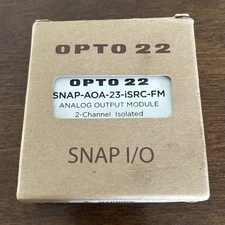 OPTO 22
OPTO 22
SNAP-AOA-23-iSRC-FM
ANALOG OUTPUT MODULE
2-Channel Isolated
SNAP I/O